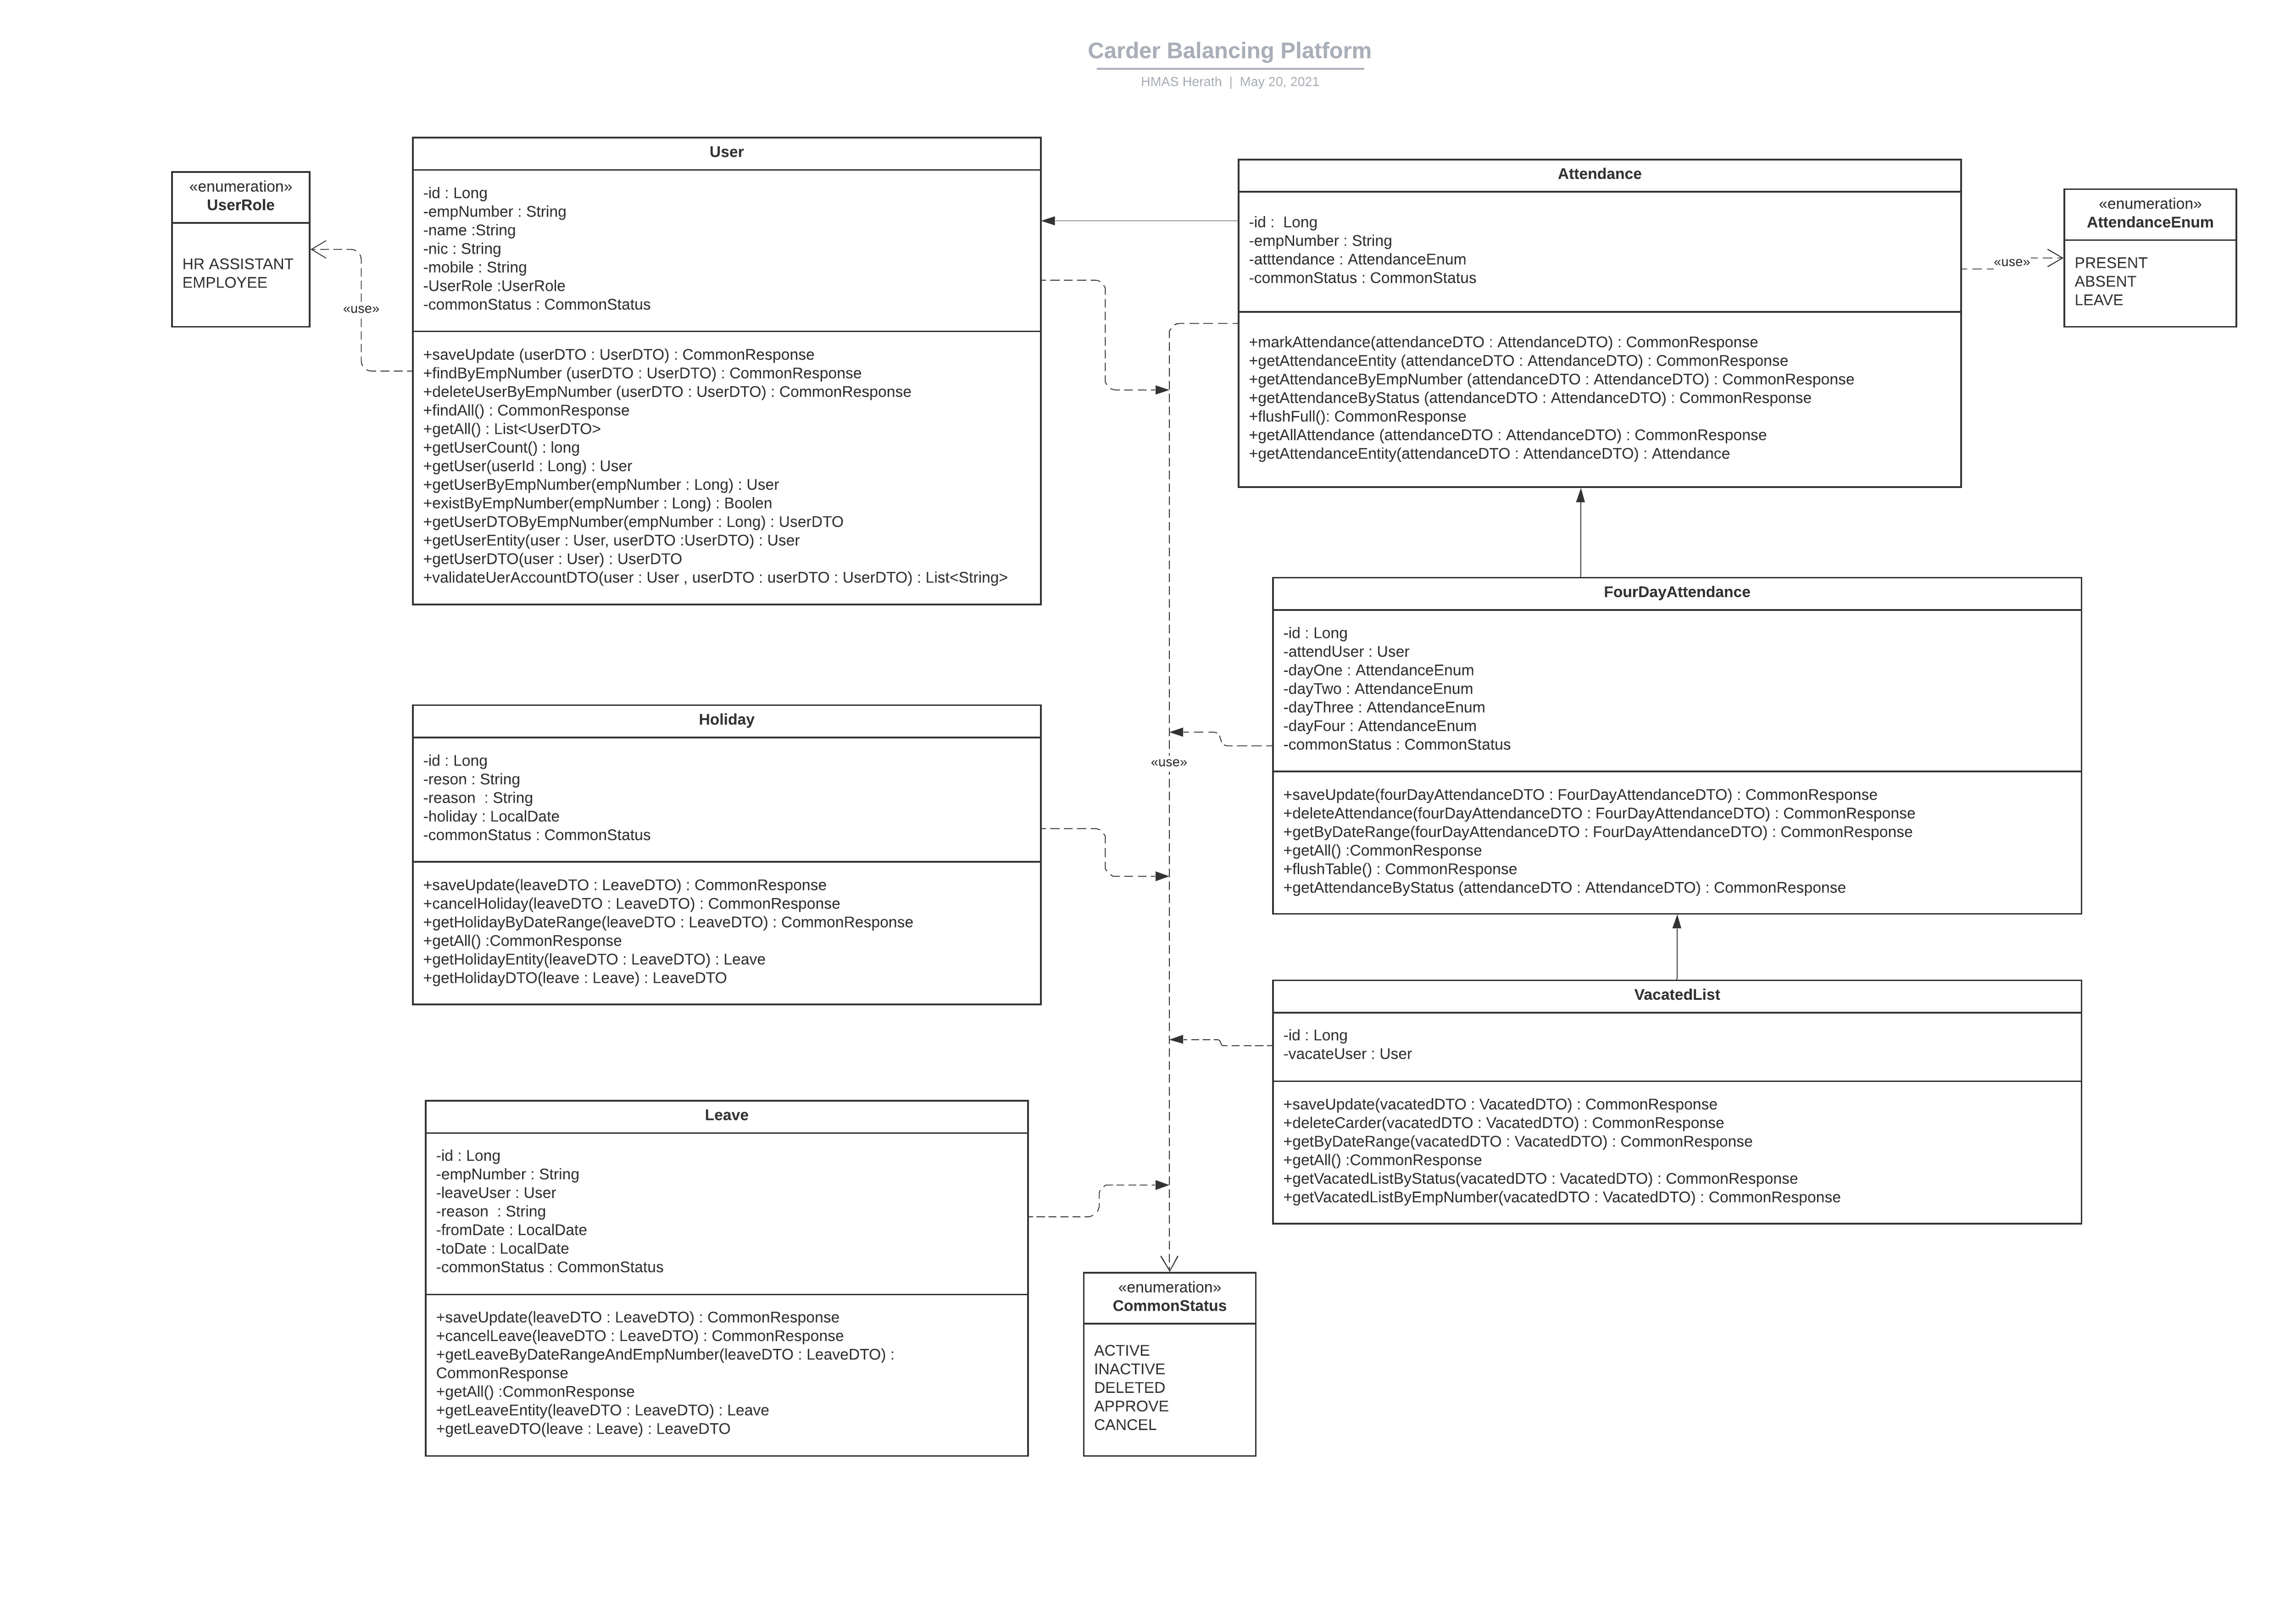 Carder Balancing Platform
HMAS Herath | May 20, 2021
«enumeration»
UserRole
HR ASSISTANT
EMPLOYEE
«use»
User
-id : Long
-empNumber : String
-name :String
-nic : String
-mobile : String
-UserRole :UserRole
-commonStatus : CommonStatus
+saveUpdate (userDTO : UserDTO) : CommonResponse
+findByEmpNumber (userDTO : UserDTO) : CommonResponse
+deleteUserByEmpNumber (userDTO : UserDTO) : CommonResponse
+findAll() : CommonResponse
+getAll() : List<UserDTO>
+getUserCount() : long
+getUser(userId : Long) : User
+getUserByEmpNumber(empNumber : Long) : User
+existByEmpNumber(empNumber : Long) : Boolen
+getUserDTOByEmpNumber(empNumber : Long) : UserDTO
+getUserEntity(user : User, userDTO :UserDTO) : User
+getUserDTO(user : User) : UserDTO
+validateUerAccountDTO(user : User , userDTO : userDTO : UserDTO) : List<String>
Attendance
-id :  Long
-empNumber : String
-atttendance : AttendanceEnum
-commonStatus : CommonStatus
+markAttendance(attendanceDTO : AttendanceDTO) : CommonResponse
+getAttendanceEntity (attendanceDTO : AttendanceDTO) : CommonResponse
+getAttendanceByEmpNumber (attendanceDTO : AttendanceDTO) : CommonResponse
+getAttendanceByStatus (attendanceDTO : AttendanceDTO) : CommonResponse
+flushFull(): CommonResponse
+getAllAttendance (attendanceDTO : AttendanceDTO) : CommonResponse
+getAttendanceEntity(attendanceDTO : AttendanceDTO) : Attendance
«use»
«enumeration»
AttendanceEnum
PRESENT
ABSENT
LEAVE
FourDayAttendance
-id : Long
-attendUser : User
-dayOne : AttendanceEnum
-dayTwo : AttendanceEnum
-dayThree : AttendanceEnum
-dayFour : AttendanceEnum
-commonStatus : CommonStatus
+saveUpdate(fourDayAttendanceDTO : FourDayAttendanceDTO) : CommonResponse
+deleteAttendance(fourDayAttendanceDTO : FourDayAttendanceDTO) : CommonResponse
+getByDateRange(fourDayAttendanceDTO : FourDayAttendanceDTO) : CommonResponse
+getAll() :CommonResponse
+flushTable() : CommonResponse
+getAttendanceByStatus (attendanceDTO : AttendanceDTO) : CommonResponse
«use»
Holiday
-id : Long
-reson : String
-reason  : String
-holiday : LocalDate
-commonStatus : CommonStatus
+saveUpdate(leaveDTO : LeaveDTO) : CommonResponse
+cancelHoliday(leaveDTO : LeaveDTO) : CommonResponse
+getHolidayByDateRange(leaveDTO : LeaveDTO) : CommonResponse
+getAll() :CommonResponse
+getHolidayEntity(leaveDTO : LeaveDTO) : Leave
+getHolidayDTO(leave : Leave) : LeaveDTO
VacatedList
-id : Long
-vacateUser : User
+saveUpdate(vacatedDTO : VacatedDTO) : CommonResponse
+deleteCarder(vacatedDTO : VacatedDTO) : CommonResponse
+getByDateRange(vacatedDTO : VacatedDTO) : CommonResponse
+getAll() :CommonResponse
+getVacatedListByStatus(vacatedDTO : VacatedDTO) : CommonResponse
+getVacatedListByEmpNumber(vacatedDTO : VacatedDTO) : CommonResponse
Leave
-id : Long
-empNumber : String
-leaveUser : User
-reason  : String
-fromDate : LocalDate
-toDate : LocalDate
-commonStatus : CommonStatus
+saveUpdate(leaveDTO : LeaveDTO) : CommonResponse
+cancelLeave(leaveDTO : LeaveDTO) : CommonResponse
+getLeaveByDateRangeAndEmpNumber(leaveDTO : LeaveDTO) :
CommonResponse
+getAll() :CommonResponse
+getLeaveEntity(leaveDTO : LeaveDTO) : Leave
+getLeaveDTO(leave : Leave) : LeaveDTO
«enumeration»
CommonStatus
ACTIVE
INACTIVE
DELETED
APPROVE
CANCEL